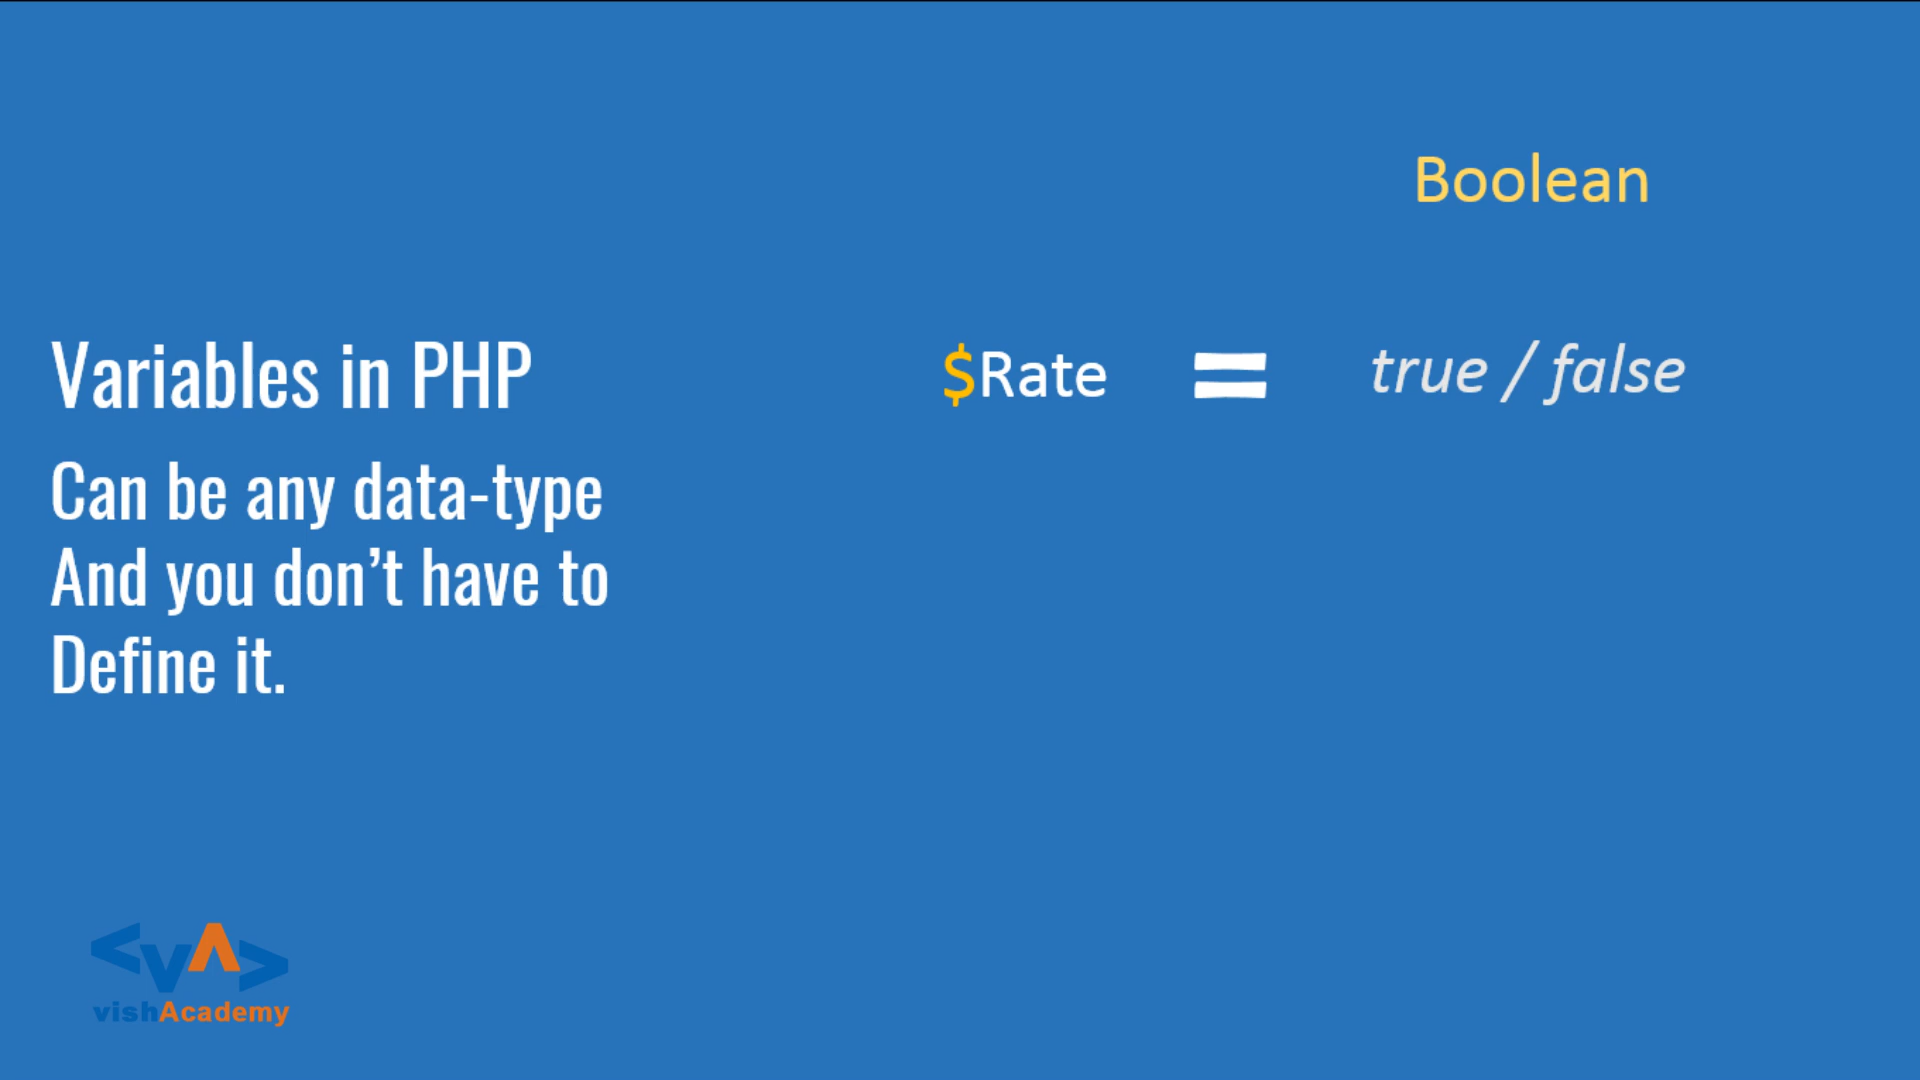 Boolean
Variables in PHP
$Rate = true / false
Can be any data-type
And you don’t have to
Define it.
<vA>
vishAcademy